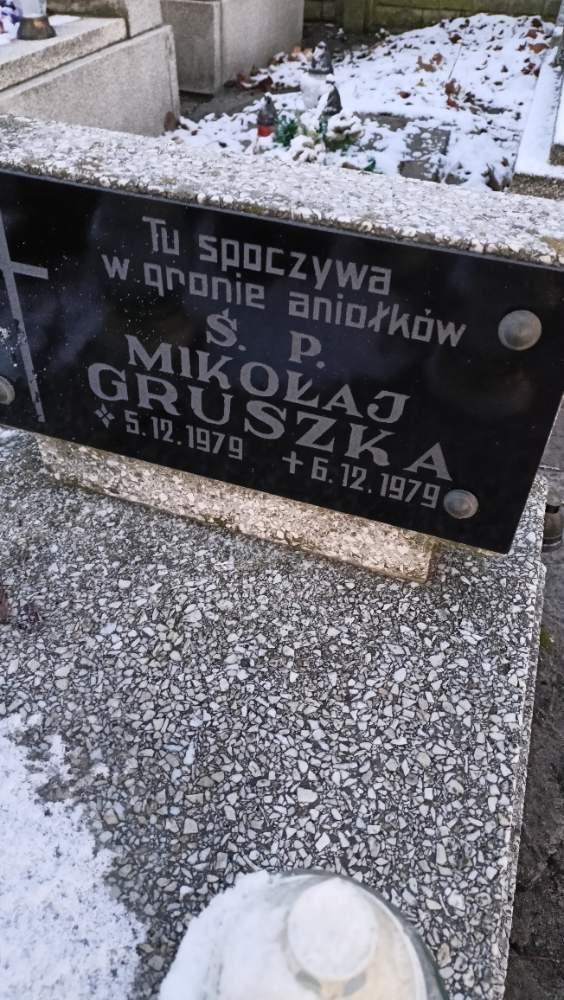 Tu spoczywa
w gronie aniołków
Ś. P.
MIKOŁAJ
GRUSZKA
5.12.1979 + 6.12.1979